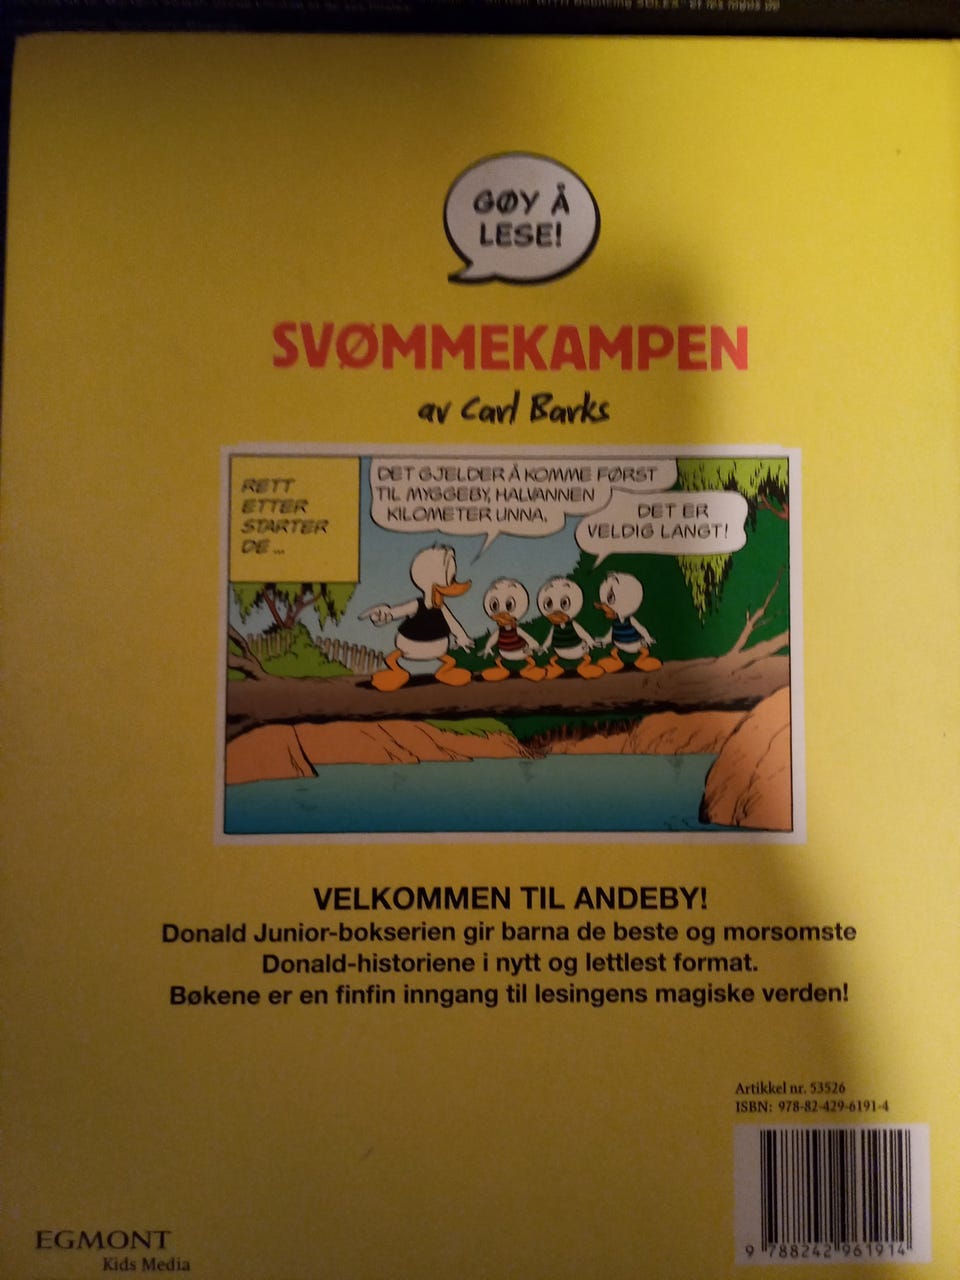 GØY Å
LESE!
SVØMMEKAMPEN
av Carl Barks
RETT
ETTER
STARTER
DE...
DET GJELDER Å KOMME FØRST
TIL MYGGEBY, HALVANNEN
KILOMETER UNNA.
DET ER
VELDIG LANGT!
VELKOMMEN TIL ANDEBY!
Donald Junior-bokserien gir barna de beste og morsomste
Donald-historiene i nytt og lettlest format.
Bøkene er en finfin inngang til lesingens magiske verden!
Artikkel nr. 53526
ISBN: 978-82-429-6191-4
9 788242 961914
EGMONT
Kids Media